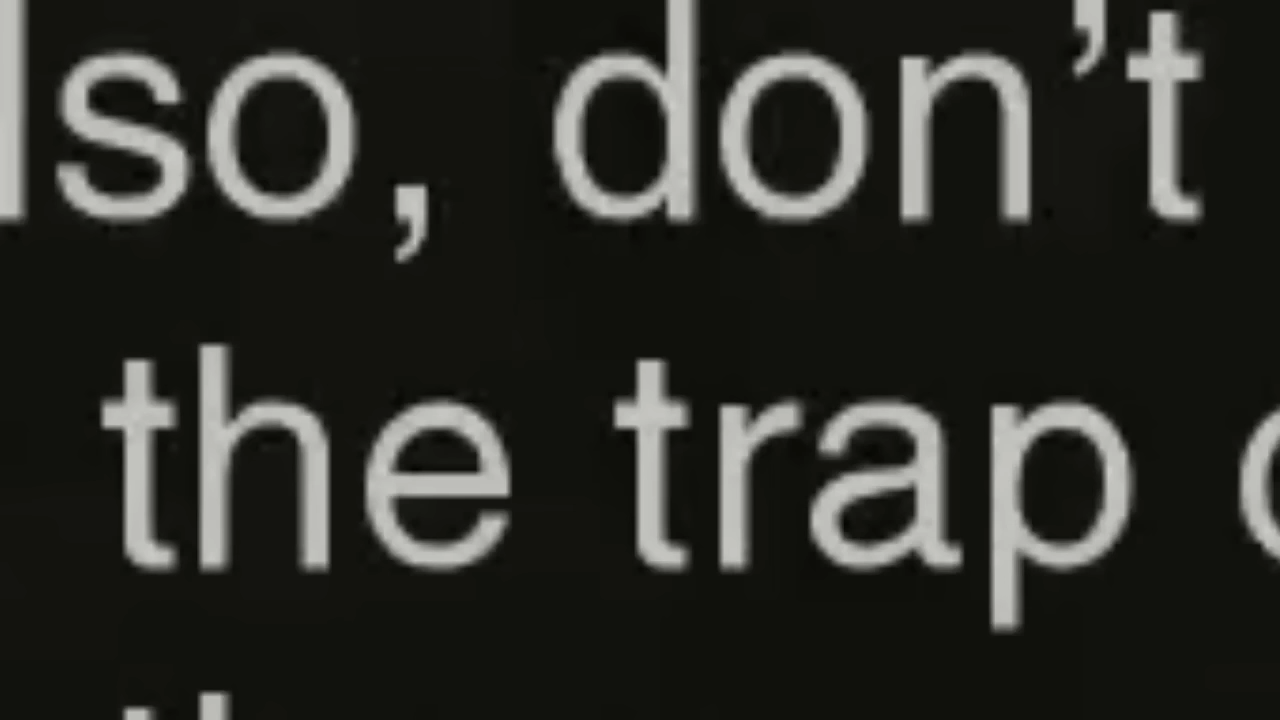 lso, don’t
the trap